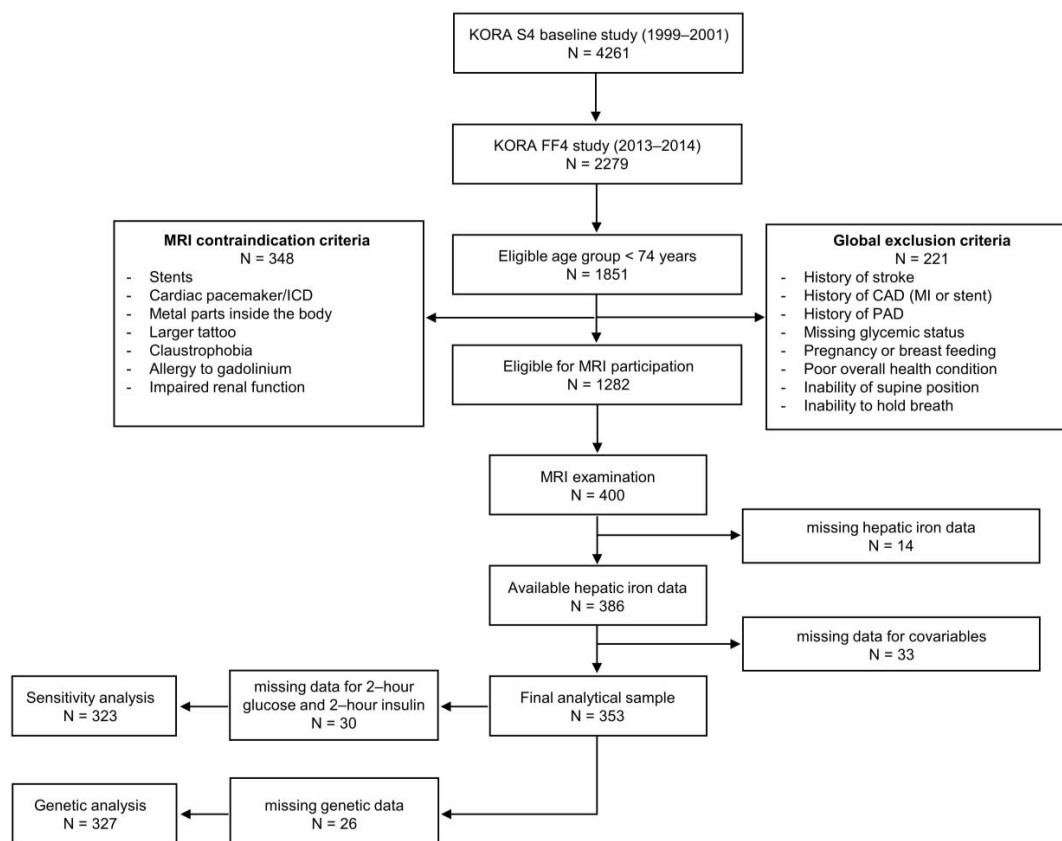 KORA S4 baseline study (1999–2001)
N = 4261
KORA FF4 study (2013–2014)
N = 2279
MRI contraindication criteria
N = 348
- Stents
- Cardiac pacemaker/ICD
- Metal parts inside the body
- Larger tattoo
- Claustrophobia
- Allergy to gadolinium
- Impaired renal function
Eligible age group < 74 years
N = 1851
Global exclusion criteria
N = 221
- History of stroke
- History of CAD (MI or stent)
- History of PAD
- Missing glycemic status
- Pregnancy or breast feeding
- Poor overall health condition
- Inability of supine position
- Inability to hold breath
Eligible for MRI participation
N = 1282
MRI examination
N = 400
missing hepatic iron data
N = 14
Available hepatic iron data
N = 386
missing data for covariables
N = 33
Sensitivity analysis
N = 323
missing data for 2–hour
glucose and 2–hour insulin
N = 30
Final analytical sample
N = 353
Genetic analysis
N = 327
missing genetic data
N = 26